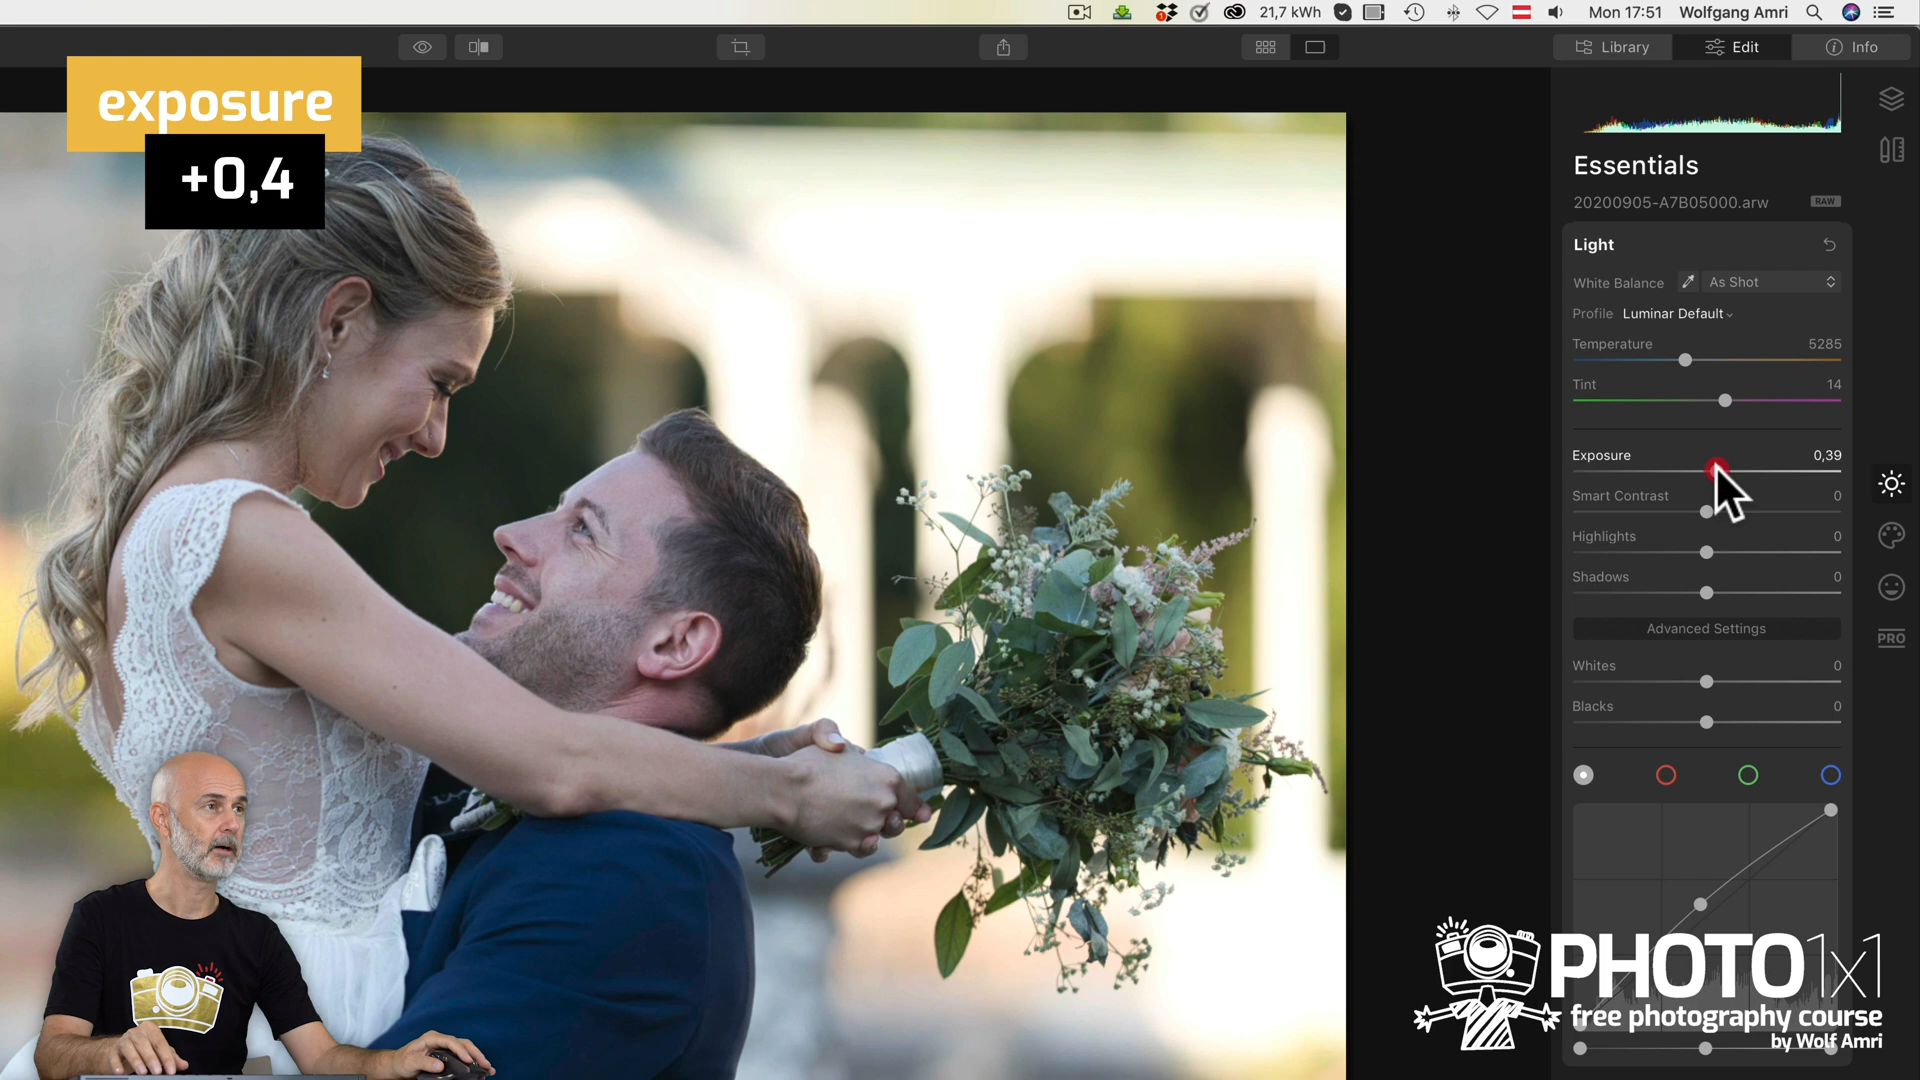 21,7 kWh
Mon 17:51
Wolfgang Amri
Library
Edit
Info
exposure
+0,4
Essentials
20200905-A7B05000.arw
RAW
Light
White Balance
As Shot
Profile Luminar Default
Temperature
5285
Tint
14
Exposure
0,39
Smart Contrast
0
Highlights
0
Shadows
0
Advanced Settings
Whites
0
Blacks
0
PRO
PHOTO1x1
free photography course
by Wolf Amri